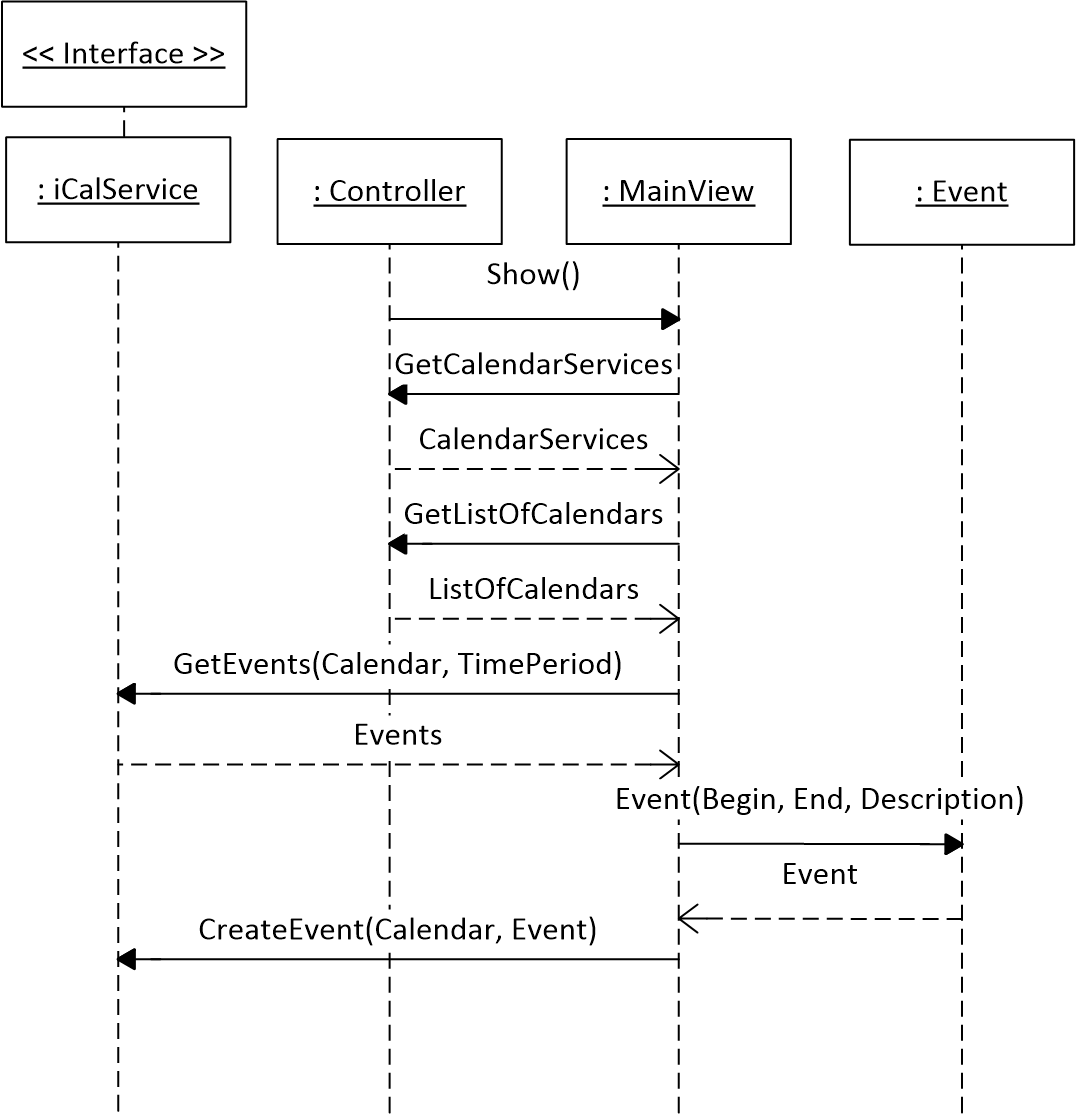 << Interface >>
: iCalService
: Controller
: MainView
: Event
Show()
GetCalendarServices
CalendarServices
GetListOfCalendars
ListOfCalendars
GetEvents(Calendar, TimePeriod)
Events
Event(Begin, End, Description)
Event
CreateEvent(Calendar, Event)